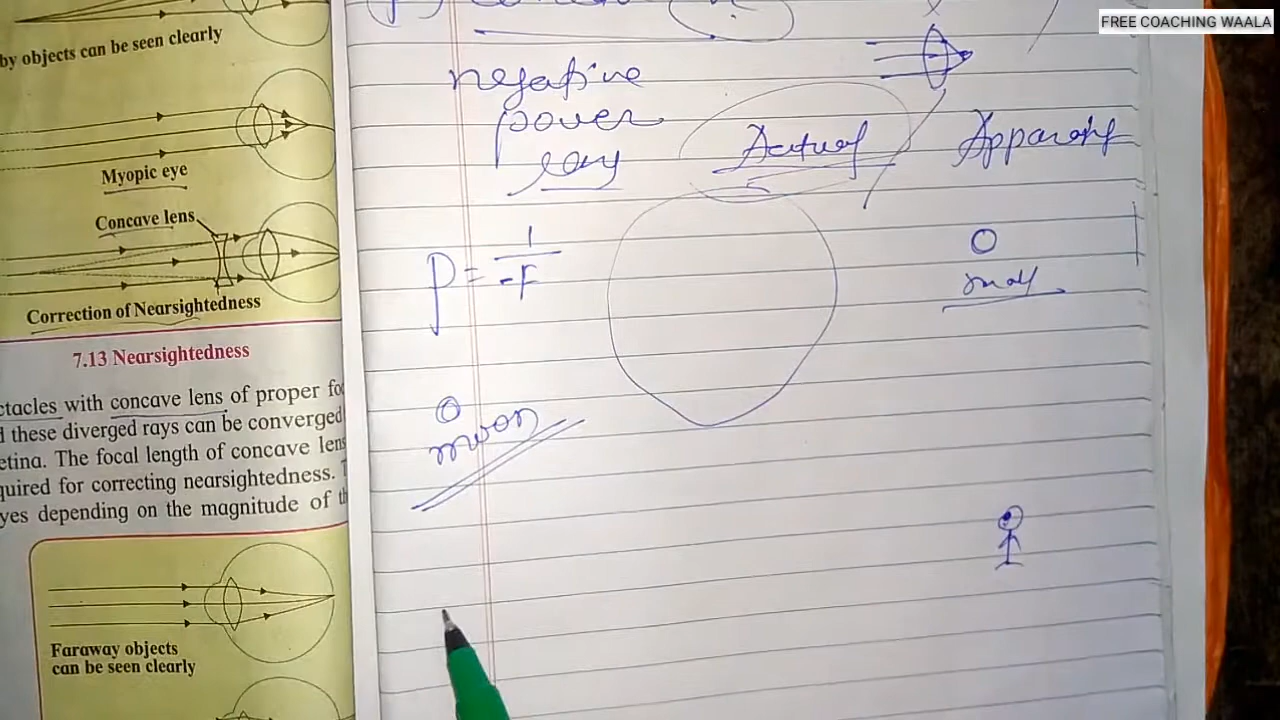 FREE COACHING WAALA
by objects can be seen clearly
Myopic eye
Concave lens
Correction of Nearsightedness
7.13 Nearsightedness
ctacles with concave lens of proper fo
d these diverged rays can be converged
etina. The focal length of concave lens
quired for correcting nearsightedness. T
yes depending on the magnitude of th
Faraway objects
can be seen clearly
negative
power
Actual
Apparent
P = 1
-F
small
moon